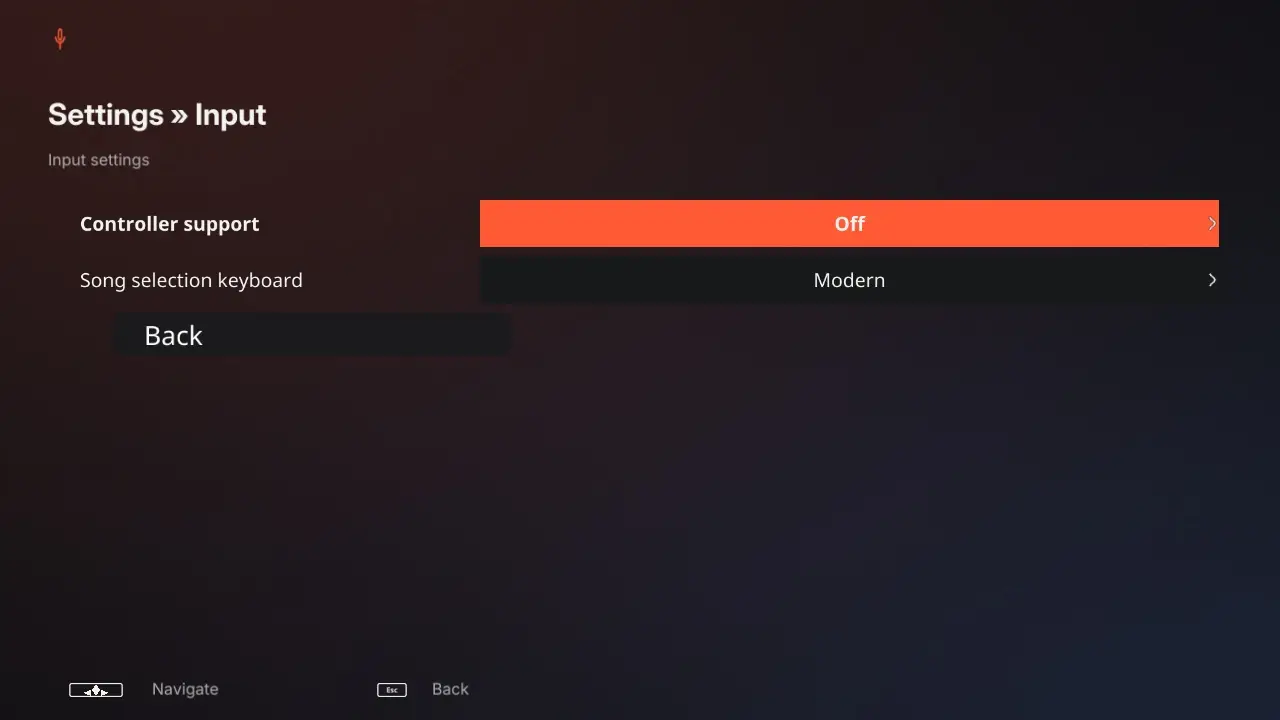 Settings » Input
Input settings
Controller support Off
Song selection keyboard Modern
Back
Navigate Esc Back